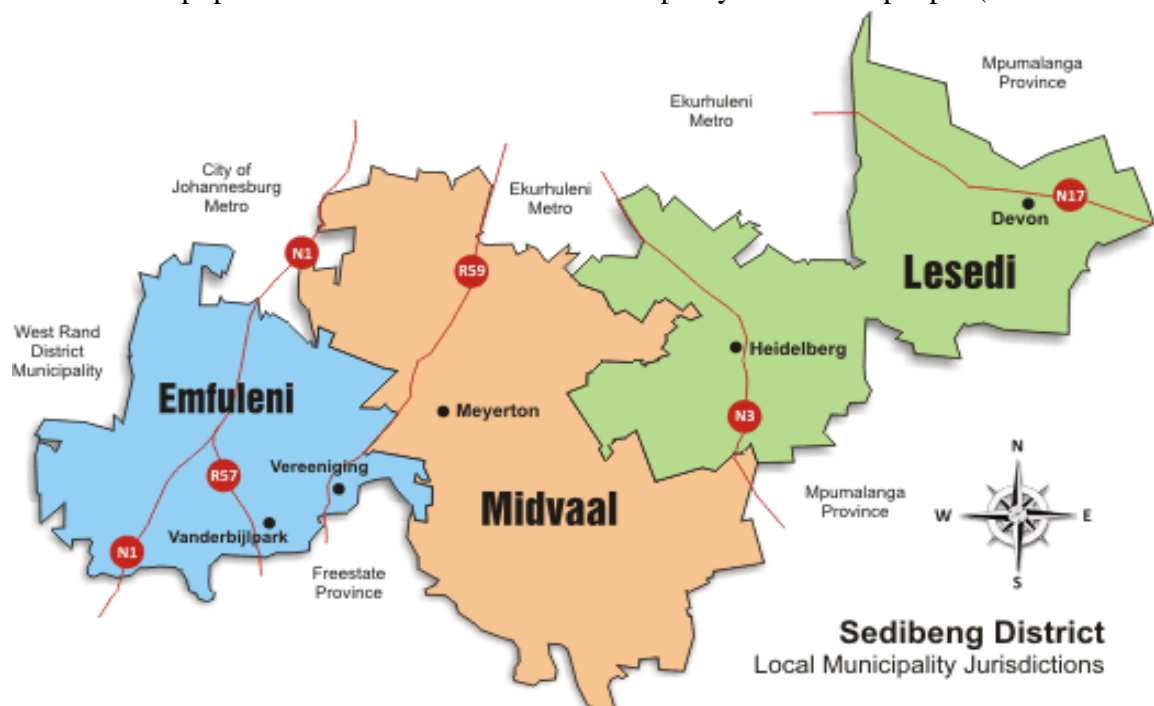 Mpumalanga
Province
Ekurhuleni
Metro
City of
Johannesburg
Metro
Ekurhuleni
Metro
N17
Devon
N1
R59
Lesedi
West Rand
District
Municipality
Heidelberg
Emfuleni
Meyerton
N3
Vereeniging
R57
Midvaal
Mpumalanga
Province
N
W
E
S
Vanderbijlpark
N1
Freestate
Province
Sedibeng District
Local Municipality Jurisdictions